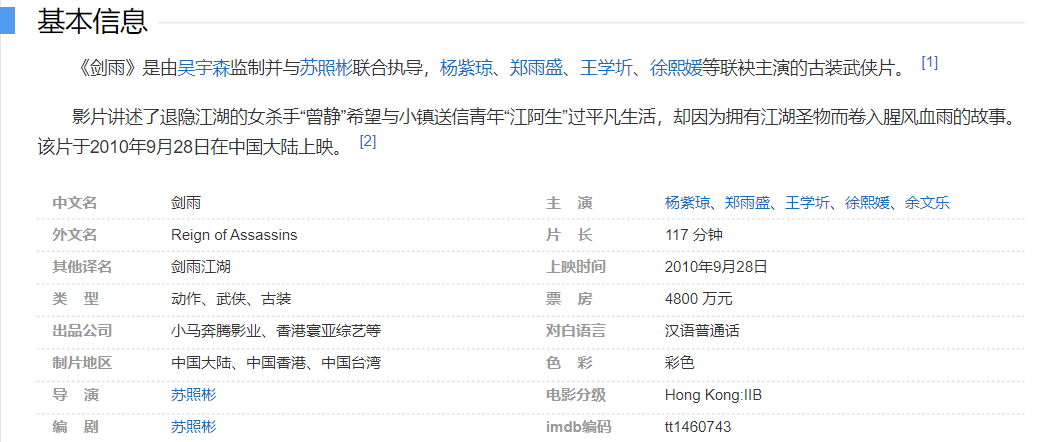 基本信息
《剑雨》是由吴宇森监制并与苏照彬联合执导，杨紫琼、郑雨盛、王学圻、徐熙媛等联袂主演的古装武侠片。 [1]
影片讲述了退隐江湖的女杀手“曾静”希望与小镇送信青年“江阿生”过平凡生活，却因为拥有江湖圣物而卷入腥风血雨的故事。
该片于2010年9月28日在中国大陆上映。 [2]
中文名 剑雨
外文名 Reign of Assassins
其他译名 剑雨江湖
类 型 动作、武侠、古装
出品公司 小马奔腾影业、香港寰亚综艺等
制片地区 中国大陆、中国香港、中国台湾
导 演 苏照彬
编 剧 苏照彬
主 演 杨紫琼、郑雨盛、王学圻、徐熙媛、余文乐
片 长 117 分钟
上映时间 2010年9月28日
票 房 4800 万元
对白语言 汉语普通话
色 彩 彩色
电影分级 Hong Kong:IIB
imdb编码 tt1460743